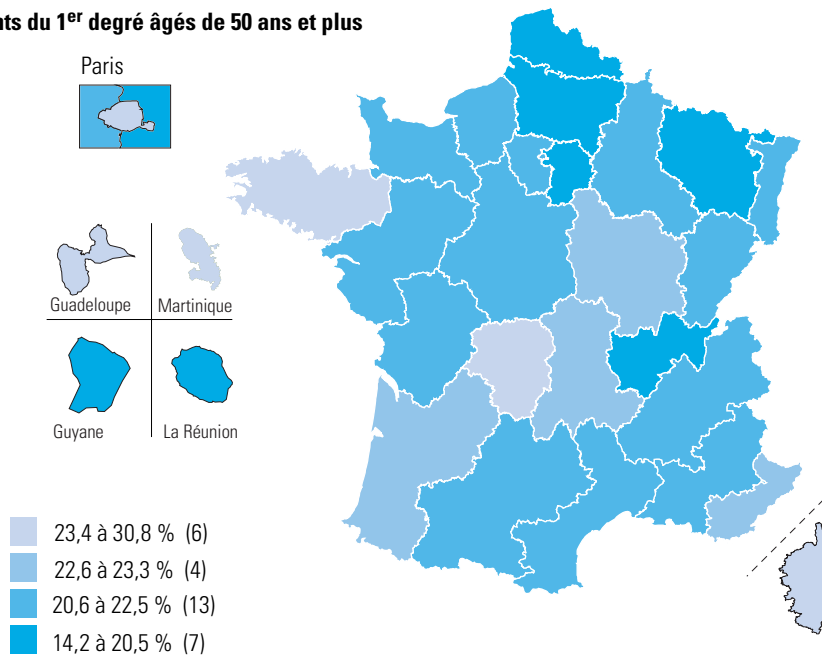 nts du 1er degré âgés de 50 ans et plus
Paris
Guadeloupe
Martinique
Guyane
La Réunion
23,4 à 30,8 % (6)
22,6 à 23,3 % (4)
20,6 à 22,5 % (13)
14,2 à 20,5 % (7)